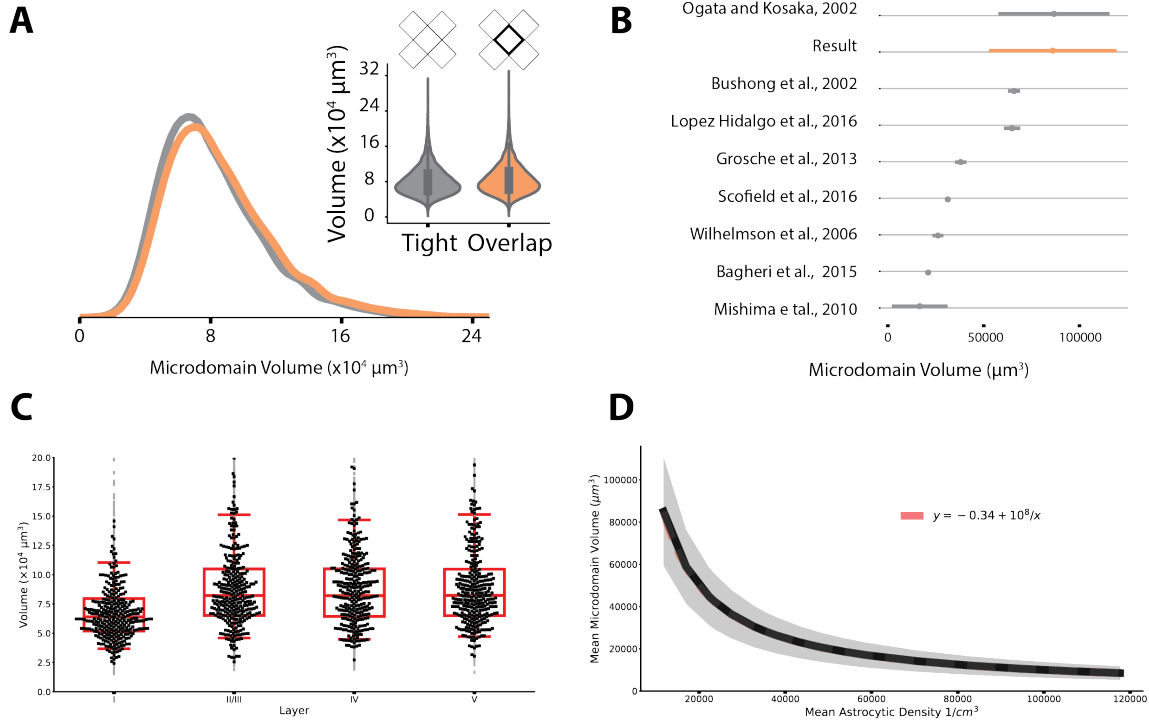 A
Volume (x10⁴ μm³)
32
24
16
8
0
Tight Overlap
0 8 16 24
Microdomain Volume (x10⁴ μm³)
B
Ogata and Kosaka, 2002
Result
Bushong et al., 2002
Lopez Hidalgo et al., 2016
Grosche et al., 2013
Scofield et al., 2016
Wilhelmson et al., 2006
Bagheri et al., 2015
Mishima e tal., 2010
0 50000 100000
Microdomain Volume (μm³)
C
Volume (×10⁴ μm³)
20.0
17.5
15.0
12.5
10.0
7.5
5.0
2.5
0.0
I II/III IV V
Layer
D
Mean Microdomain Volume (μm³)
100000
80000
60000
40000
20000
0
y = −0.34 + 10⁸/x
20000 40000 60000 80000 100000 120000
Mean Astrocytic Density 1/cm³